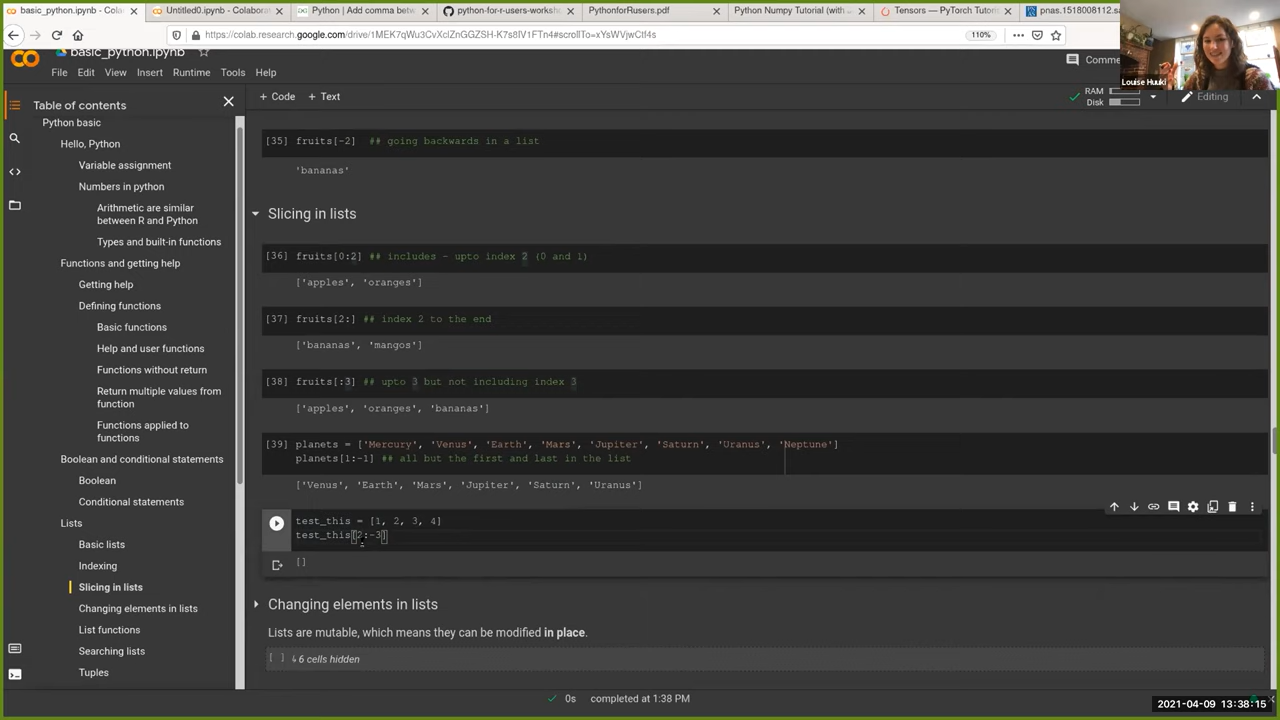 basic_python.ipynb - Colab
Untitled0.ipynb - Colaborat
Python | Add comma betwe
python-for-r-users-worksho
PythonforRusers.pdf
Python Numpy Tutorial (with
Tensors — PyTorch Tutorm
pnas.1518008112.sa
https://colab.research.google.com/drive/1MEK7qWu3CvXclZnGGZSH-K7s8IV1FTn4#scrollTo=xYsWVjwCtf4s
110%
basic_python.ipynb
File Edit View Insert Runtime Tools Help
Comme
Louise Huuki
Table of contents
+ Code + Text
RAM
Disk
Editing
Python basic
Hello, Python
Variable assignment
Numbers in python
Arithmetic are similar
between R and Python
Types and built-in functions
Functions and getting help
Getting help
Defining functions
Basic functions
Help and user functions
Functions without return
Return multiple values from
function
Functions applied to
functions
Boolean and conditional statements
Boolean
Conditional statements
Lists
Basic lists
Indexing
Slicing in lists
Changing elements in lists
List functions
Searching lists
Tuples
[35] fruits[-2] ## going backwards in a list
'bananas'
Slicing in lists
[36] fruits[0:2] ## includes - upto index 2 (0 and 1)
['apples', 'oranges']
[37] fruits[2:] ## index 2 to the end
['bananas', 'mangos']
[38] fruits[:3] ## upto 3 but not including index 3
['apples', 'oranges', 'bananas']
[39] planets = ['Mercury', 'Venus', 'Earth', 'Mars', 'Jupiter', 'Saturn', 'Uranus', 'Neptune']
planets[1:-1] ## all but the first and last in the list
['Venus', 'Earth', 'Mars', 'Jupiter', 'Saturn', 'Uranus']
test_this = [1, 2, 3, 4]
test_this[2:-3]
[]
Changing elements in lists
Lists are mutable, which means they can be modified in place.
[ ] ↳ 6 cells hidden
0s completed at 1:38 PM
2021-04-09 13:38:15